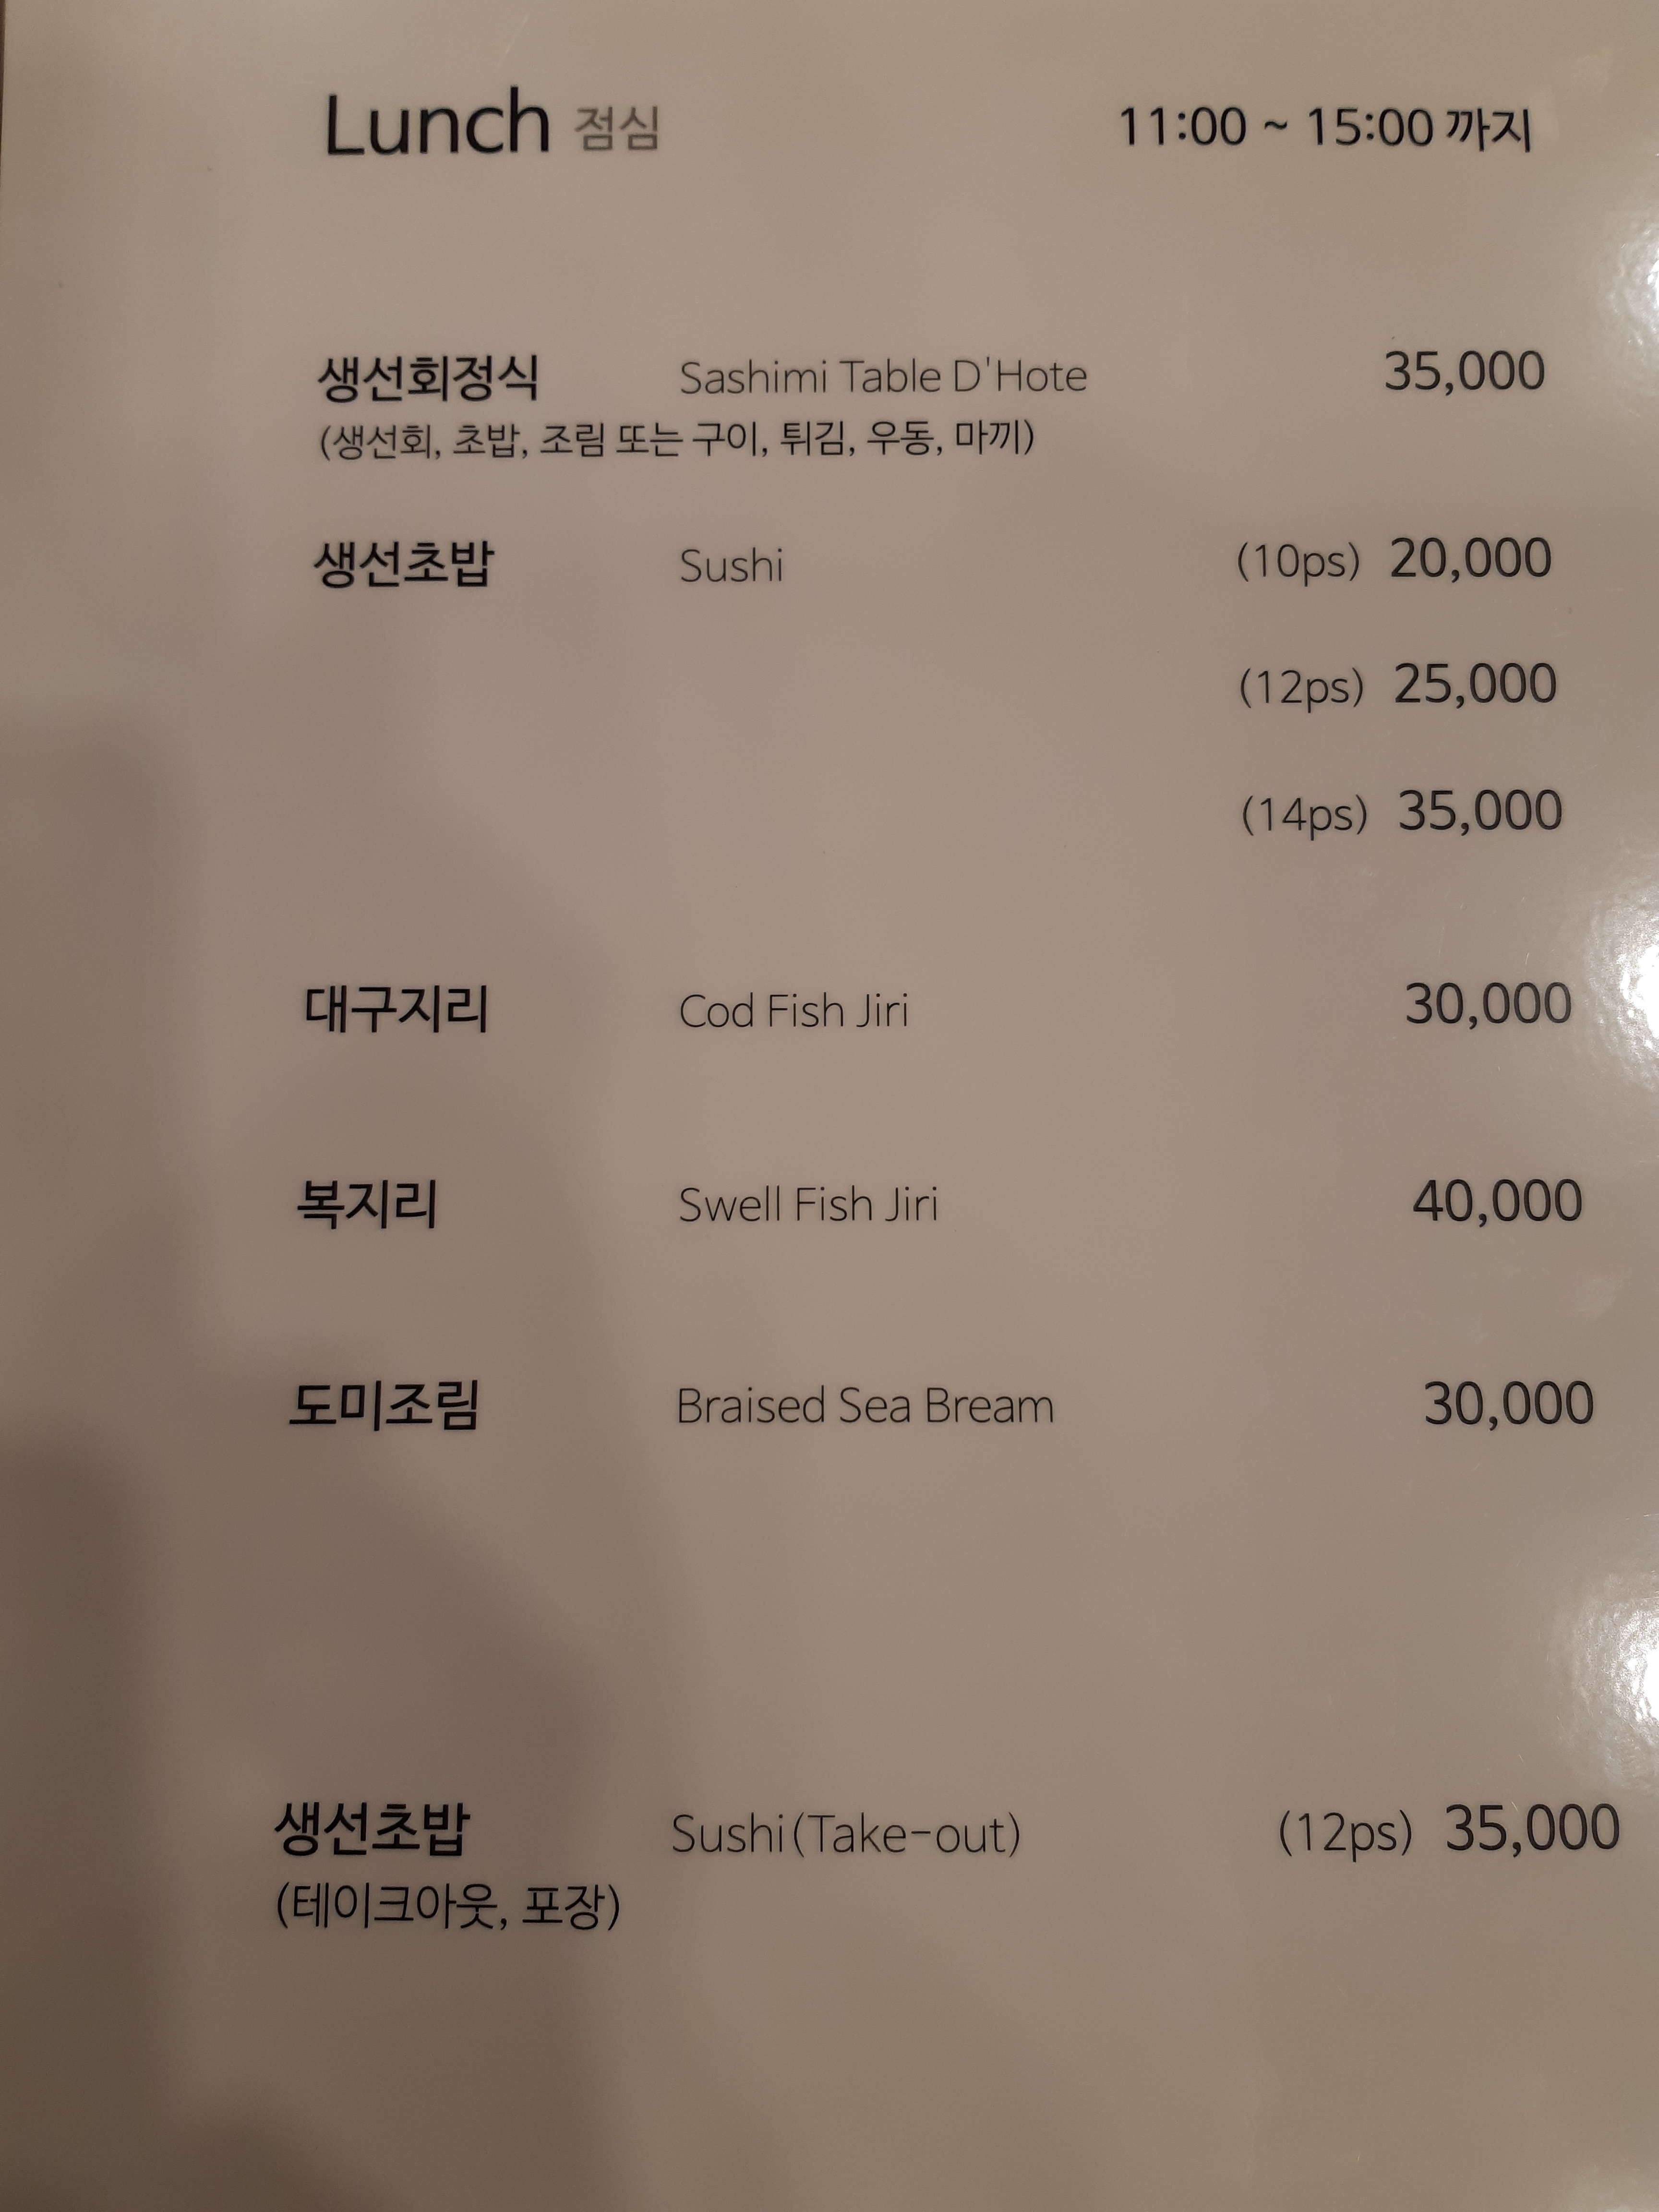 Lunch 점심 11:00 ~ 15:00 까지
생선회정식 Sashimi Table D'Hote 35,000
(생선회, 초밥, 조림 또는 구이, 튀김, 우동, 마끼)
생선초밥 Sushi (10ps) 20,000
(12ps) 25,000
(14ps) 35,000
대구지리 Cod Fish Jiri 30,000
복지리 Swell Fish Jiri 40,000
도미조림 Braised Sea Bream 30,000
생선초밥 Sushi(Take-out) (12ps) 35,000
(테이크아웃, 포장)